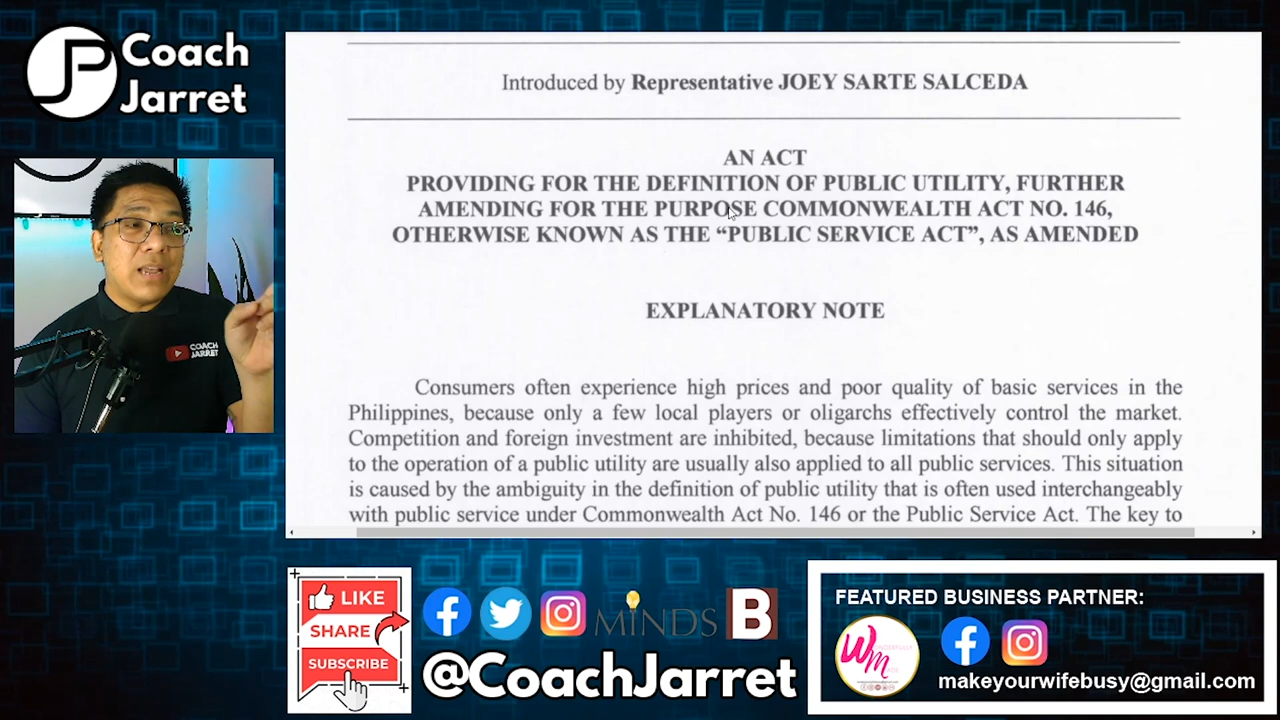 Coach
Jarret
COACH
JARRET
Introduced by Representative JOEY SARTE SALCEDA
AN ACT
PROVIDING FOR THE DEFINITION OF PUBLIC UTILITY, FURTHER
AMENDING FOR THE PURPOSE COMMONWEALTH ACT NO. 146,
OTHERWISE KNOWN AS THE “PUBLIC SERVICE ACT”, AS AMENDED
EXPLANATORY NOTE
Consumers often experience high prices and poor quality of basic services in the
Philippines, because only a few local players or oligarchs effectively control the market.
Competition and foreign investment are inhibited, because limitations that should only apply
to the operation of a public utility are usually also applied to all public services. This situation
is caused by the ambiguity in the definition of public utility that is often used interchangeably
with public service under Commonwealth Act No. 146 or the Public Service Act. The key to
LIKE
SHARE
SUBSCRIBE
MINDS
B
@CoachJarret
FEATURED BUSINESS PARTNER:
WM
makeyourwifebusy@gmail.com